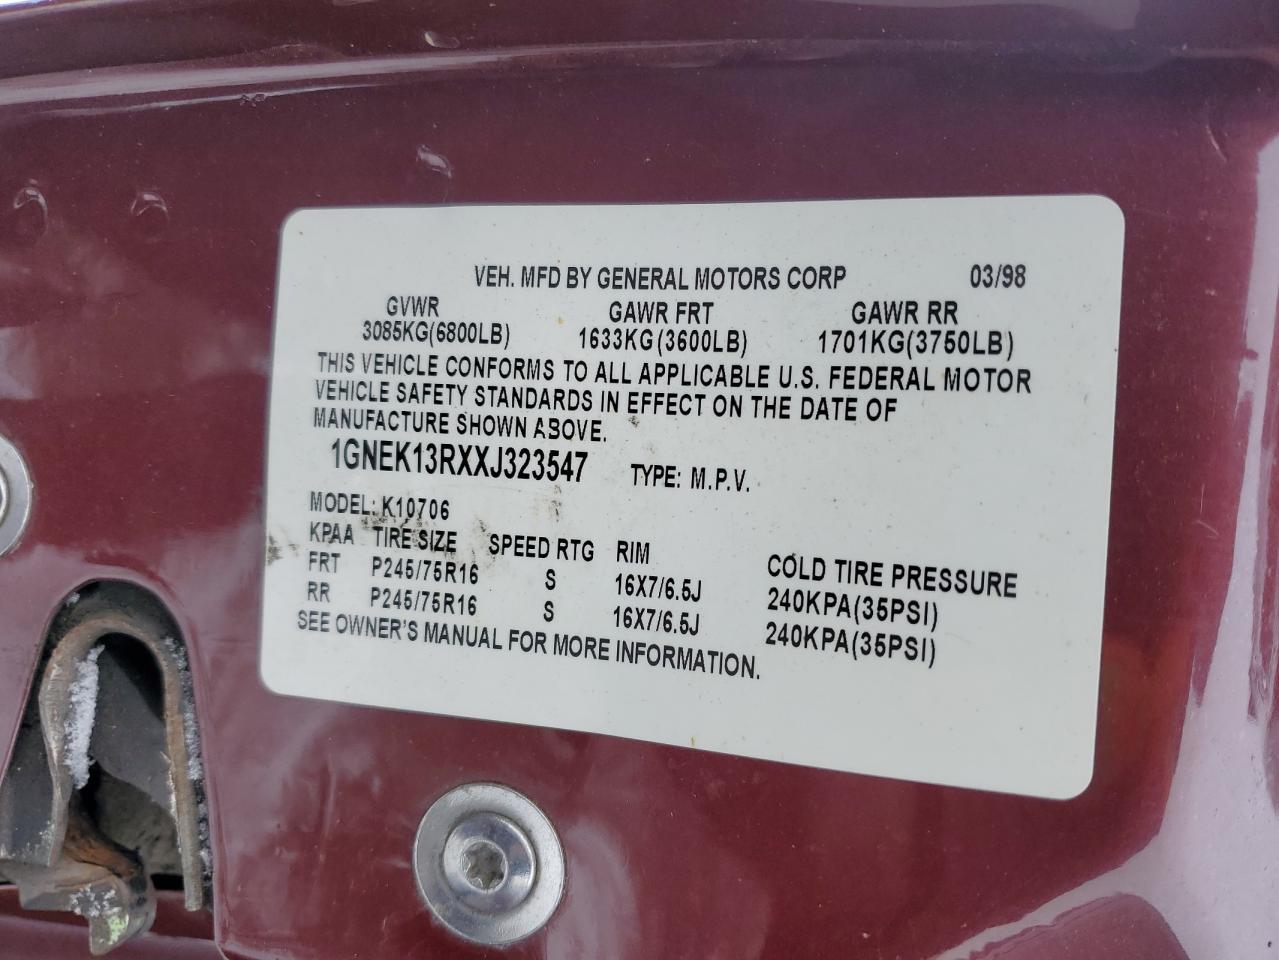 VEH. MFD BY GENERAL MOTORS CORP 03/98
GVWR GAWR FRT GAWR RR
3085KG(6800LB) 1633KG(3600LB) 1701KG(3750LB)
THIS VEHICLE CONFORMS TO ALL APPLICABLE U.S. FEDERAL MOTOR
VEHICLE SAFETY STANDARDS IN EFFECT ON THE DATE OF
MANUFACTURE SHOWN ABOVE.
1GNEK13RXXJ323547 TYPE: M.P.V.
MODEL: K10706
KPAA TIRE SIZE SPEED RTG RIM COLD TIRE PRESSURE
FRT P245/75R16 S 16X7/6.5J 240KPA(35PSI)
RR P245/75R16 S 16X7/6.5J 240KPA(35PSI)
SEE OWNER'S MANUAL FOR MORE INFORMATION.